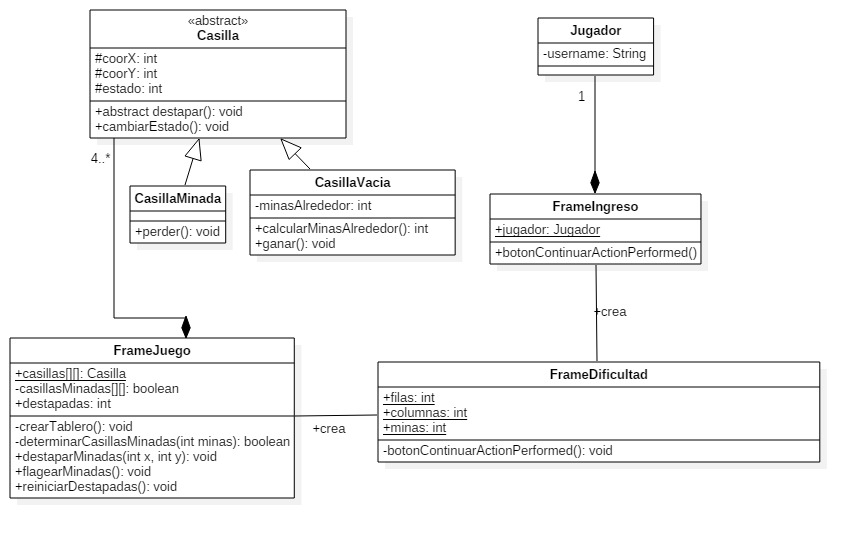 «abstract»
Casilla
#coorX: int
#coorY: int
#estado: int
+abstract destapar(): void
+cambiarEstado(): void
4..*
CasillaMinada
+perder(): void
CasillaVacia
-minasAlrededor: int
+calcularMinasAlrededor(): int
+ganar(): void
Jugador
-username: String
1
FrameIngreso
+jugador: Jugador
+botonContinuarActionPerformed()
+crea
FrameJuego
+casillas[][]: Casilla
-casillasMinadas[][]: boolean
+destapadas: int
-crearTablero(): void
-determinarCasillasMinadas(int minas): boolean
+destaparMinadas(int x, int y): void
+flagearMinadas(): void
+reiniciarDestapadas(): void
+crea
FrameDificultad
+filas: int
+columnas: int
+minas: int
-botonContinuarActionPerformed(): void